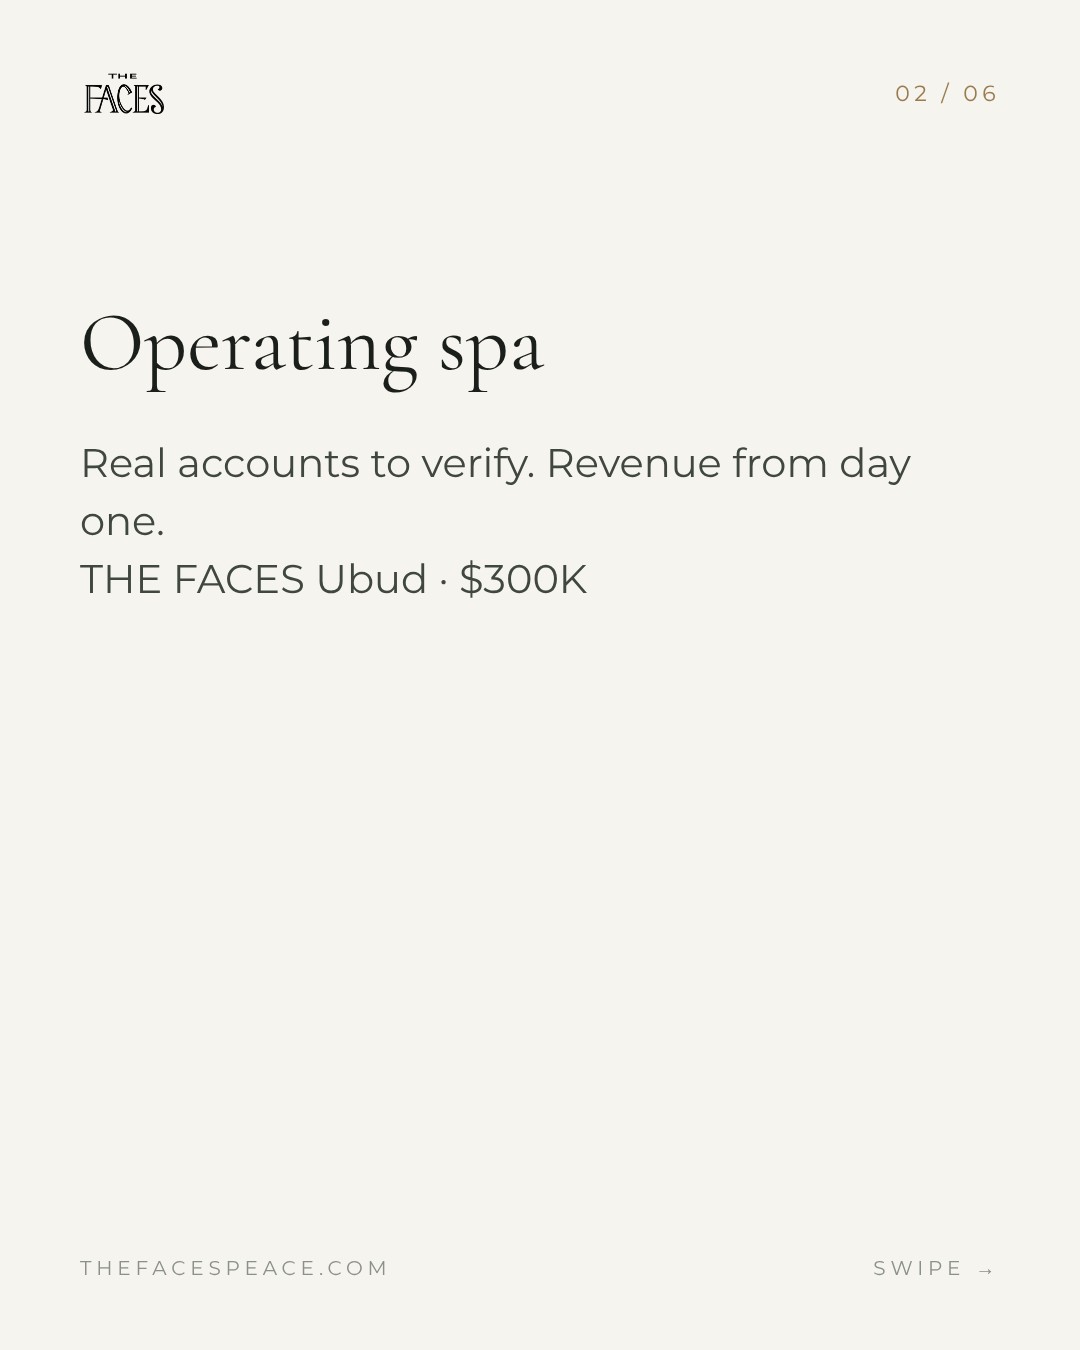 THE
FACES
02 / 06
Operating spa
Real accounts to verify. Revenue from day
one.
THE FACES Ubud · $300K
THEFACESPEACE.COM
SWIPE →